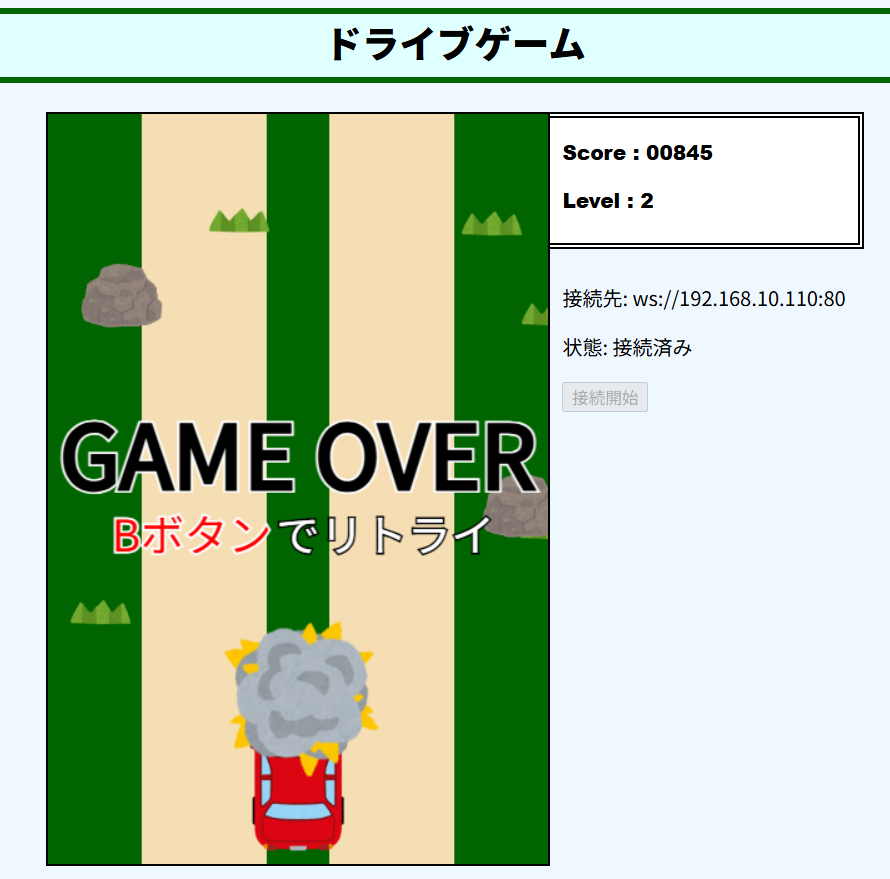 ドライブゲーム
Score : 00845
Level : 2
接続先: ws://192.168.10.110:80
状態: 接続済み
接続開始
GAME OVER
Bボタンでリトライ